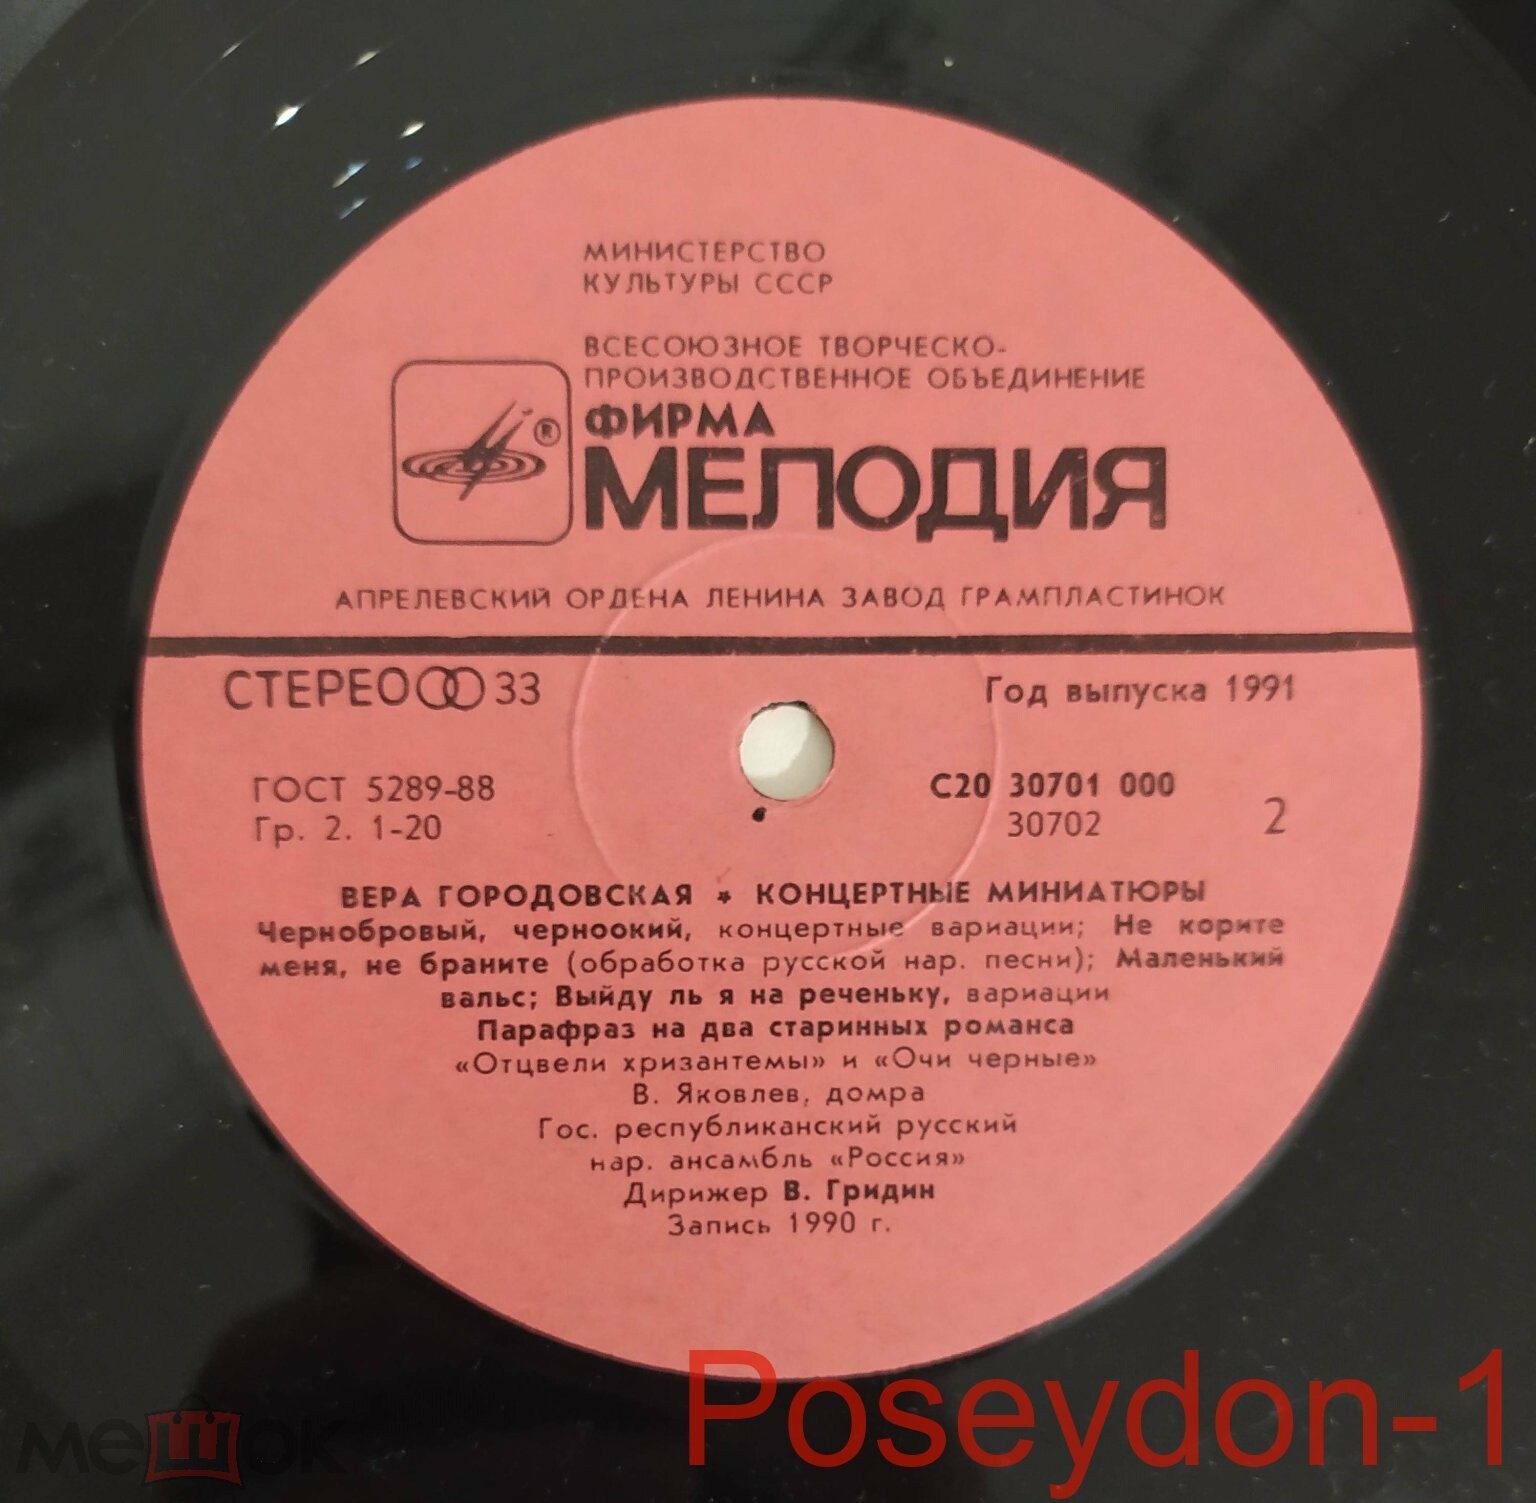 МИНИСТЕРСТВО
КУЛЬТУРЫ СССР
ВСЕСОЮЗНОЕ ТВОРЧЕСКО-
ПРОИЗВОДСТВЕННОЕ ОБЪЕДИНЕНИЕ
ФИРМА
®
МЕЛОДИЯ
АПРЕЛЕВСКИЙ ОРДЕНА ЛЕНИНА ЗАВОД ГРАМПЛАСТИНОК
СТЕРЕО 33
Год выпуска 1991
ГОСТ 5289-88
Гр. 2. 1-20
С20 30701 000
30702
2
ВЕРА ГОРОДОВСКАЯ * КОНЦЕРТНЫЕ МИНИАТЮРЫ
Чернобровый, черноокий, концертные вариации; Не корите
меня, не браните (обработка русской нар. песни); Маленький
вальс; Выйду ль я на реченьку, вариации
Парафраз на два старинных романса
«Отцвели хризантемы» и «Очи черные»
В. Яковлев, домра
Гос. республиканский русский
нар. ансамбль «Россия»
Дирижер В. Гридин
Запись 1990 г.
Poseydon-1
мешок